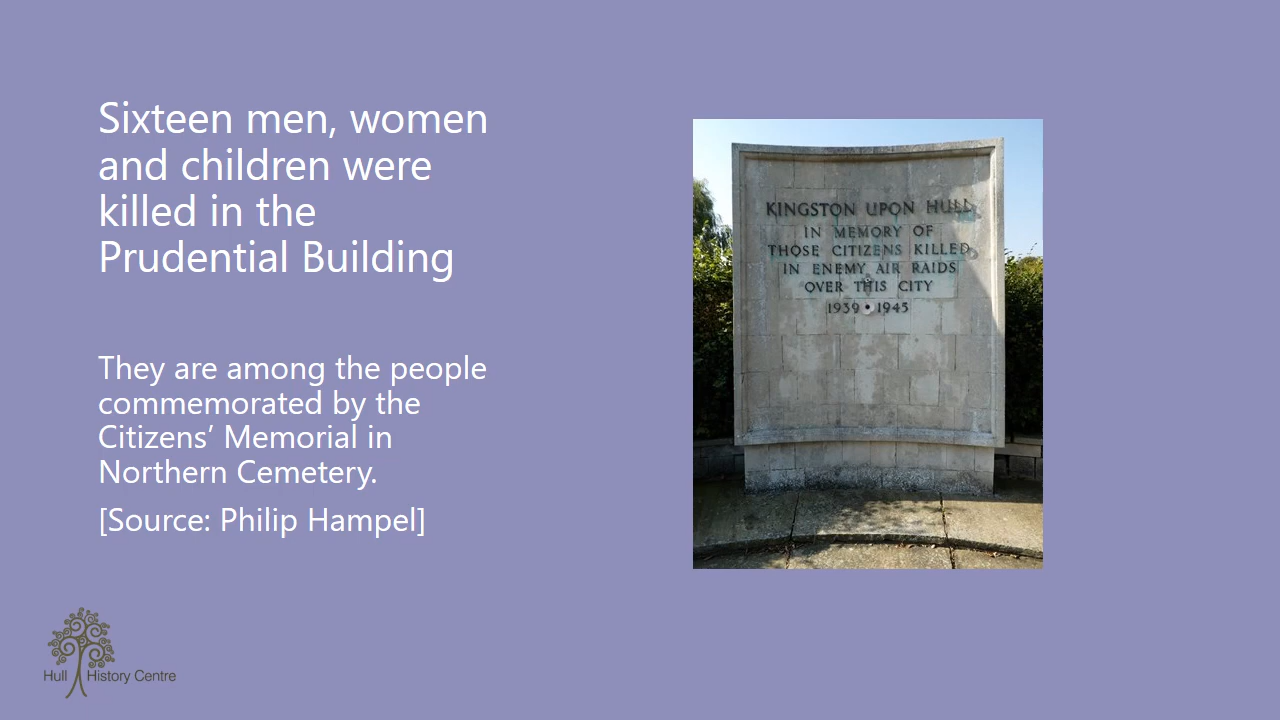 Sixteen men, women
and children were
killed in the
Prudential Building
They are among the people
commemorated by the
Citizens’ Memorial in
Northern Cemetery.
[Source: Philip Hampel]
KINGSTON UPON HULL
IN MEMORY OF
THOSE CITIZENS KILLED
IN ENEMY AIR RAIDS
OVER THIS CITY
1939 • 1945
Hull History Centre